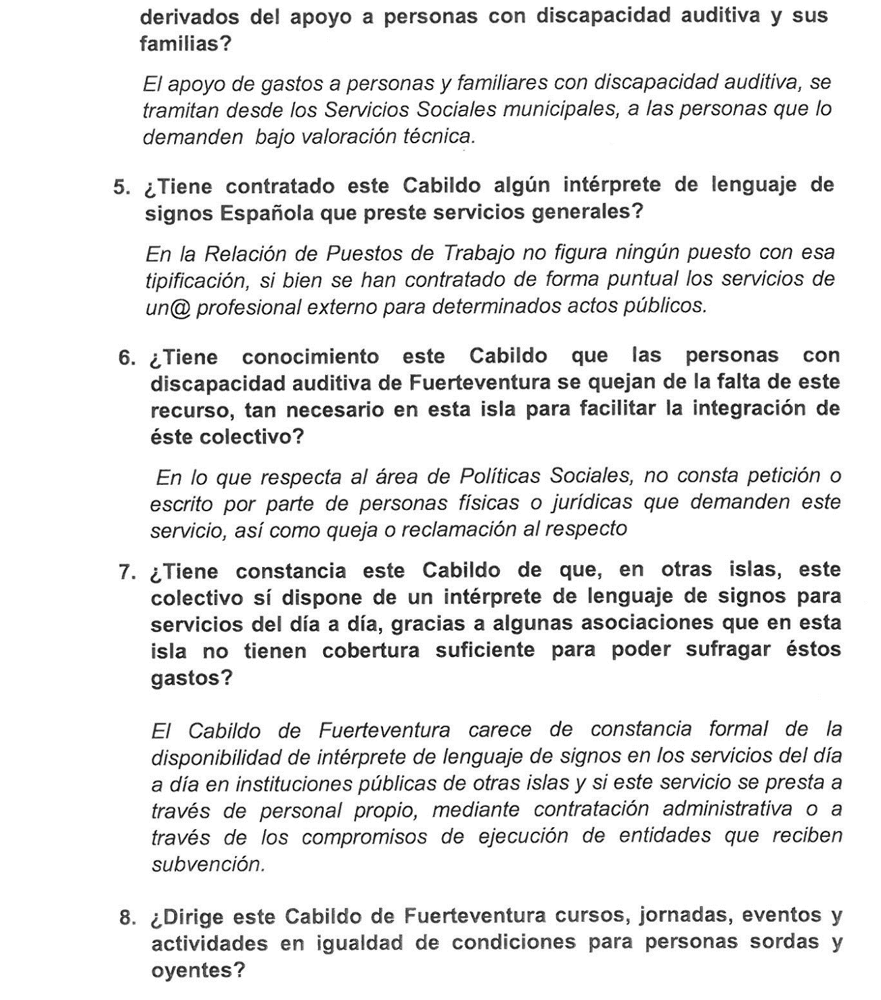 derivados del apoyo a personas con discapacidad auditiva y sus
familias?
El apoyo de gastos a personas y familiares con discapacidad auditiva, se
tramitan desde los Servicios Sociales municipales, a las personas que lo
demanden bajo valoración técnica.
5. ¿Tiene contratado este Cabildo algún intérprete de lenguaje de
signos Española que preste servicios generales?
En la Relación de Puestos de Trabajo no figura ningún puesto con esa
tipificación, si bien se han contratado de forma puntual los servicios de
un@ profesional externo para determinados actos públicos.
6. ¿Tiene conocimiento este Cabildo que las personas con
discapacidad auditiva de Fuerteventura se quejan de la falta de este
recurso, tan necesario en esta isla para facilitar la integración de
éste colectivo?
En lo que respecta al área de Políticas Sociales, no consta petición o
escrito por parte de personas físicas o jurídicas que demanden este
servicio, así como queja o reclamación al respecto
7. ¿Tiene constancia este Cabildo de que, en otras islas, este
colectivo sí dispone de un intérprete de lenguaje de signos para
servicios del día a día, gracias a algunas asociaciones que en esta
isla no tienen cobertura suficiente para poder sufragar éstos
gastos?
El Cabildo de Fuerteventura carece de constancia formal de la
disponibilidad de intérprete de lenguaje de signos en los servicios del día
a día en instituciones públicas de otras islas y si este servicio se presta a
través de personal propio, mediante contratación administrativa o a
través de los compromisos de ejecución de entidades que reciben
subvención.
8. ¿Dirige este Cabildo de Fuerteventura cursos, jornadas, eventos y
actividades en igualdad de condiciones para personas sordas y
oyentes?